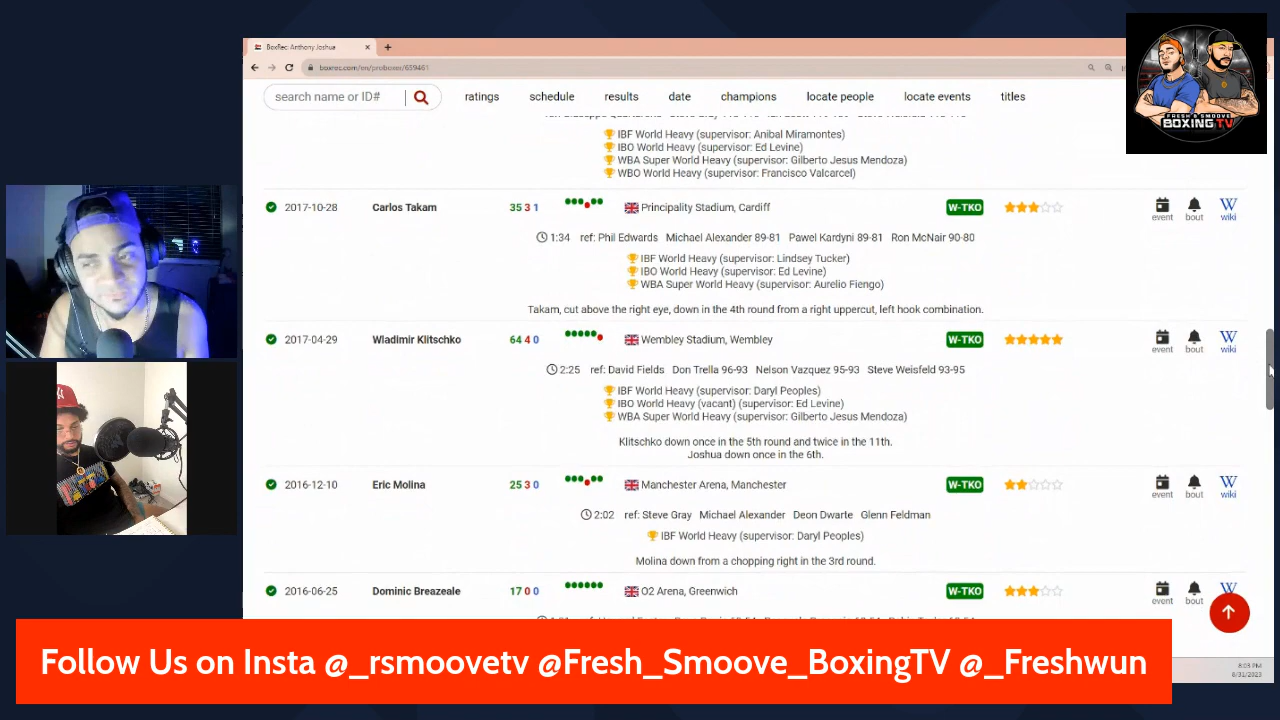 BoxRec: Anthony Joshua
boxrec.com/en/proboxer/659461
search name or ID# ratings schedule results date champions locate people locate events titles
FRESH & SMOOVE
BOXING TV
IBF World Heavy (supervisor: Anibal Miramontes)
IBO World Heavy (supervisor: Ed Levine)
WBA Super World Heavy (supervisor: Gilberto Jesus Mendoza)
WBO World Heavy (supervisor: Francisco Valcarcel)
2017-10-28 Carlos Takam 35 3 1 Principality Stadium, Cardiff W-TKO event bout wiki
1:34 ref: Phil Edwards Michael Alexander 89-81 Pawel Kardyni 89-81 Ron McNair 90-80
IBF World Heavy (supervisor: Lindsey Tucker)
IBO World Heavy (supervisor: Ed Levine)
WBA Super World Heavy (supervisor: Aurelio Fiengo)
Takam, cut above the right eye, down in the 4th round from a right uppercut, left hook combination.
2017-04-29 Wladimir Klitschko 64 4 0 Wembley Stadium, Wembley W-TKO event bout wiki
2:25 ref: David Fields Don Trella 96-93 Nelson Vazquez 95-93 Steve Weisfeld 93-95
IBF World Heavy (supervisor: Daryl Peoples)
IBO World Heavy (vacant) (supervisor: Ed Levine)
WBA Super World Heavy (supervisor: Gilberto Jesus Mendoza)
Klitschko down once in the 5th round and twice in the 11th.
Joshua down once in the 6th.
2016-12-10 Eric Molina 25 3 0 Manchester Arena, Manchester W-TKO event bout wiki
2:02 ref: Steve Gray Michael Alexander Deon Dwarte Glenn Feldman
IBF World Heavy (supervisor: Daryl Peoples)
Molina down from a chopping right in the 3rd round.
2016-06-25 Dominic Breazeale 17 0 0 O2 Arena, Greenwich W-TKO event bout
Follow Us on Insta @_rsmoovetv @Fresh_Smoove_BoxingTV @_Freshwun
8:03 PM
8/31/2023